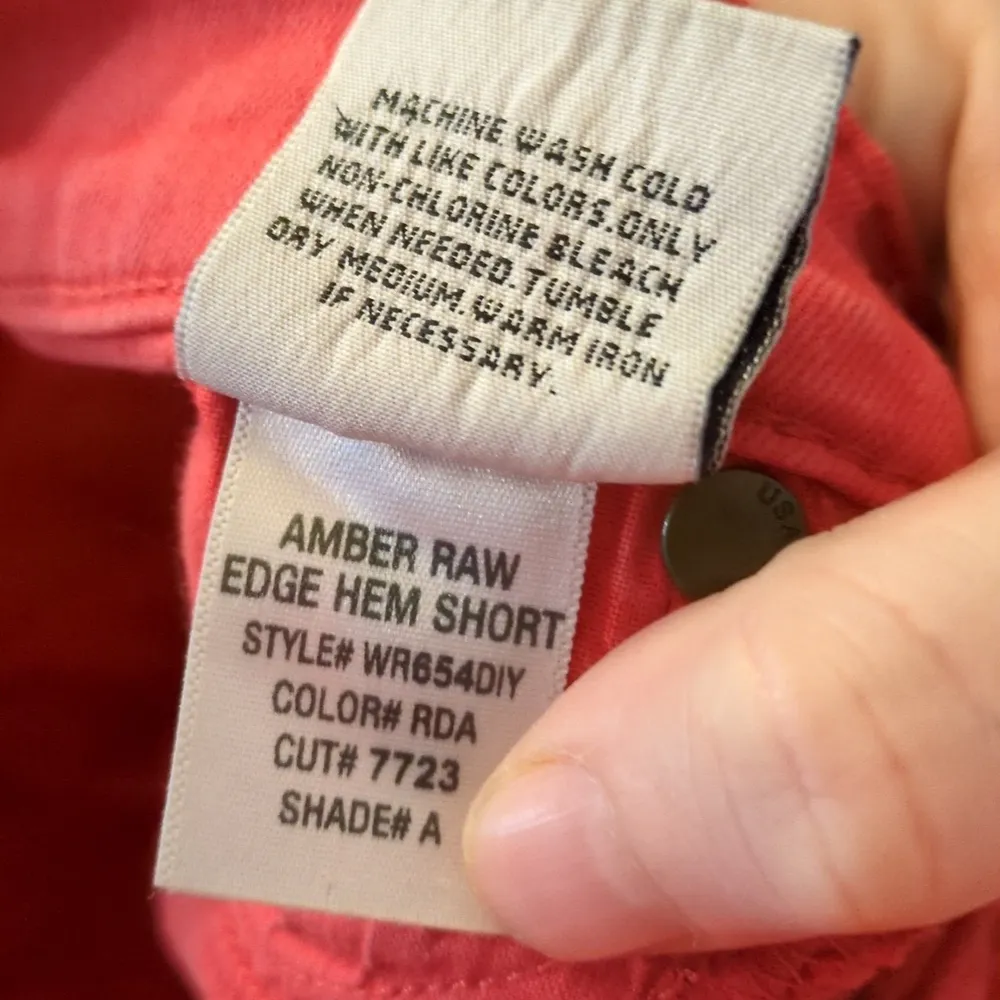 MACHINE WASH COLD
WITH LIKE COLORS.ONLY
NON-CHLORINE BLEACH
WHEN NEEDED.TUMBLE
DRY MEDIUM.WARM IRON
IF NECESSARY.
USA
AMBER RAW
EDGE HEM SHORT
STYLE# WR654DIY
COLOR# RDA
CUT# 7723
SHADE# A